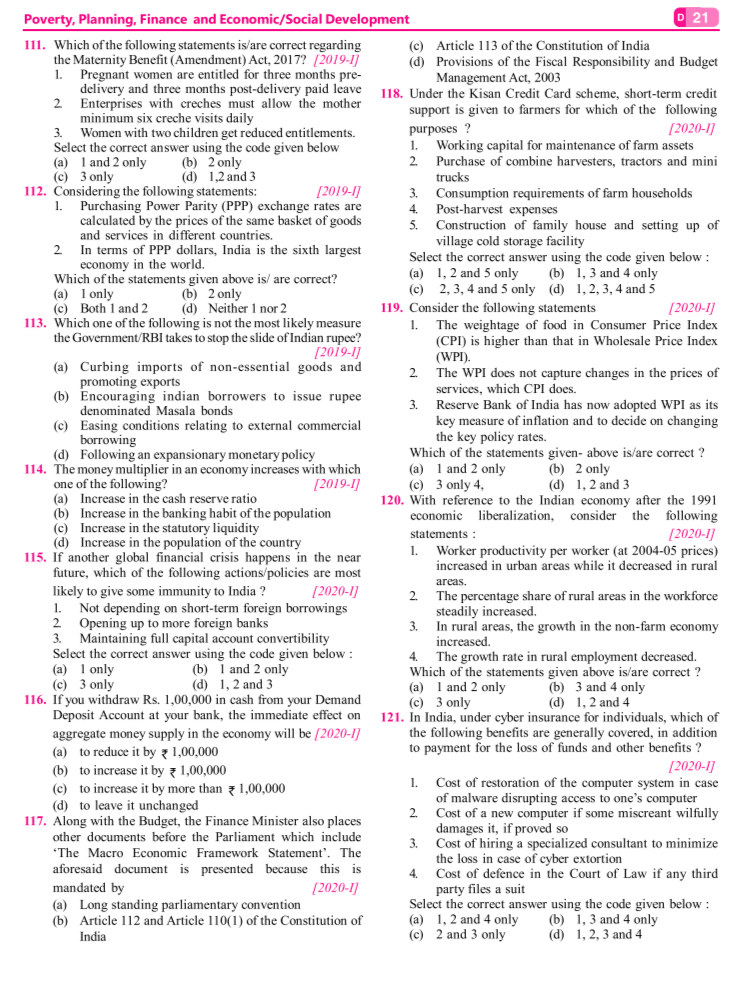 Poverty, Planning, Finance and Economic/Social Development
D 21
111. Which of the following statements is/are correct regarding
the Maternity Benefit (Amendment) Act, 2017? [2019-I]
1. Pregnant women are entitled for three months pre-
delivery and three months post-delivery paid leave
2. Enterprises with creches must allow the mother
minimum six creche visits daily
3. Women with two children get reduced entitlements.
Select the correct answer using the code given below
(a) 1 and 2 only (b) 2 only
(c) 3 only (d) 1,2 and 3
112. Considering the following statements: [2019-I]
1. Purchasing Power Parity (PPP) exchange rates are
calculated by the prices of the same basket of goods
and services in different countries.
2. In terms of PPP dollars, India is the sixth largest
economy in the world.
Which of the statements given above is/ are correct?
(a) 1 only (b) 2 only
(c) Both 1 and 2 (d) Neither 1 nor 2
113. Which one of the following is not the most likely measure
the Government/RBI takes to stop the slide of Indian rupee?
[2019-I]
(a) Curbing imports of non-essential goods and
promoting exports
(b) Encouraging indian borrowers to issue rupee
denominated Masala bonds
(c) Easing conditions relating to external commercial
borrowing
(d) Following an expansionary monetary policy
114. The money multiplier in an economy increases with which
one of the following? [2019-I]
(a) Increase in the cash reserve ratio
(b) Increase in the banking habit of the population
(c) Increase in the statutory liquidity
(d) Increase in the population of the country
115. If another global financial crisis happens in the near
future, which of the following actions/policies are most
likely to give some immunity to India ? [2020-I]
1. Not depending on short-term foreign borrowings
2. Opening up to more foreign banks
3. Maintaining full capital account convertibility
Select the correct answer using the code given below :
(a) 1 only (b) 1 and 2 only
(c) 3 only (d) 1, 2 and 3
116. If you withdraw Rs. 1,00,000 in cash from your Demand
Deposit Account at your bank, the immediate effect on
aggregate money supply in the economy will be [2020-I]
(a) to reduce it by ₹ 1,00,000
(b) to increase it by ₹ 1,00,000
(c) to increase it by more than ₹ 1,00,000
(d) to leave it unchanged
117. Along with the Budget, the Finance Minister also places
other documents before the Parliament which include
‘The Macro Economic Framework Statement’. The
aforesaid document is presented because this is
mandated by [2020-I]
(a) Long standing parliamentary convention
(b) Article 112 and Article 110(1) of the Constitution of
India
(c) Article 113 of the Constitution of India
(d) Provisions of the Fiscal Responsibility and Budget
Management Act, 2003
118. Under the Kisan Credit Card scheme, short-term credit
support is given to farmers for which of the following
purposes ? [2020-I]
1. Working capital for maintenance of farm assets
2. Purchase of combine harvesters, tractors and mini
trucks
3. Consumption requirements of farm households
4. Post-harvest expenses
5. Construction of family house and setting up of
village cold storage facility
Select the correct answer using the code given below :
(a) 1, 2 and 5 only (b) 1, 3 and 4 only
(c) 2, 3, 4 and 5 only (d) 1, 2, 3, 4 and 5
119. Consider the following statements [2020-I]
1. The weightage of food in Consumer Price Index
(CPI) is higher than that in Wholesale Price Index
(WPI).
2. The WPI does not capture changes in the prices of
services, which CPI does.
3. Reserve Bank of India has now adopted WPI as its
key measure of inflation and to decide on changing
the key policy rates.
Which of the statements given- above is/are correct ?
(a) 1 and 2 only (b) 2 only
(c) 3 only 4, (d) 1, 2 and 3
120. With reference to the Indian economy after the 1991
economic liberalization, consider the following
statements : [2020-I]
1. Worker productivity per worker (at 2004-05 prices)
increased in urban areas while it decreased in rural
areas.
2. The percentage share of rural areas in the workforce
steadily increased.
3. In rural areas, the growth in the non-farm economy
increased.
4. The growth rate in rural employment decreased.
Which of the statements given above is/are correct ?
(a) 1 and 2 only (b) 3 and 4 only
(c) 3 only (d) 1, 2 and 4
121. In India, under cyber insurance for individuals, which of
the following benefits are generally covered, in addition
to payment for the loss of funds and other benefits ?
[2020-I]
1. Cost of restoration of the computer system in case
of malware disrupting access to one’s computer
2. Cost of a new computer if some miscreant wilfully
damages it, if proved so
3. Cost of hiring a specialized consultant to minimize
the loss in case of cyber extortion
4. Cost of defence in the Court of Law if any third
party files a suit
Select the correct answer using the code given below :
(a) 1, 2 and 4 only (b) 1, 3 and 4 only
(c) 2 and 3 only (d) 1, 2, 3 and 4